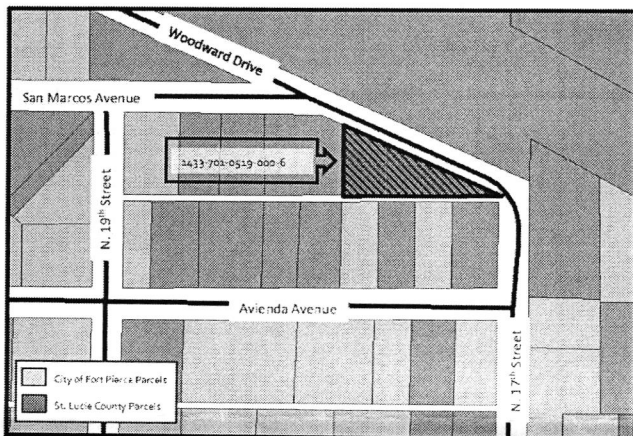 Woodward Drive
San Marcos Avenue
2433-701-0519-000-6
N. 19th Street
Avienda Avenue
N. 17th Street
City of Fort Pierce Parcels
St. Lucie County Parcels